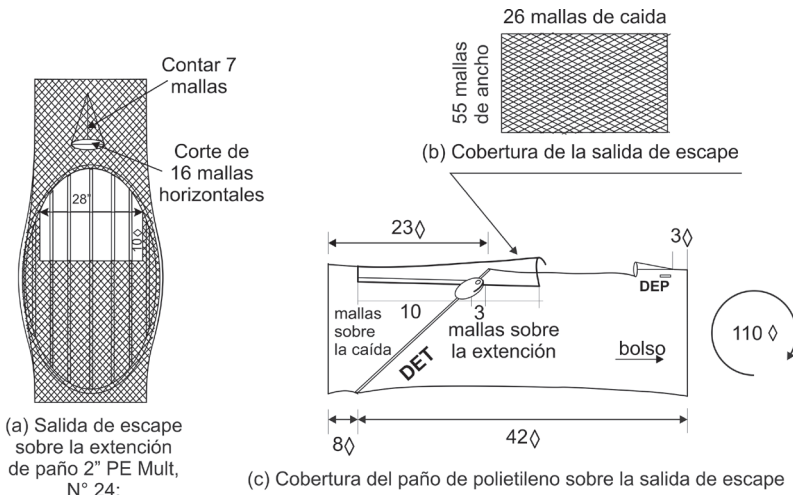 Contar 7
mallas
Corte de
16 mallas
horizontales
28"
10◊
(a) Salida de escape
sobre la extención
de paño 2” PE Mult,
N° 24:
26 mallas de caida
55 mallas
de ancho
(b) Cobertura de la salida de escape
23◊
3◊
DEP
mallas
sobre
la caída
10
3
mallas sobre
la extención
DET
bolso
110 ◊
8◊
42◊
(c) Cobertura del paño de polietileno sobre la salida de escape